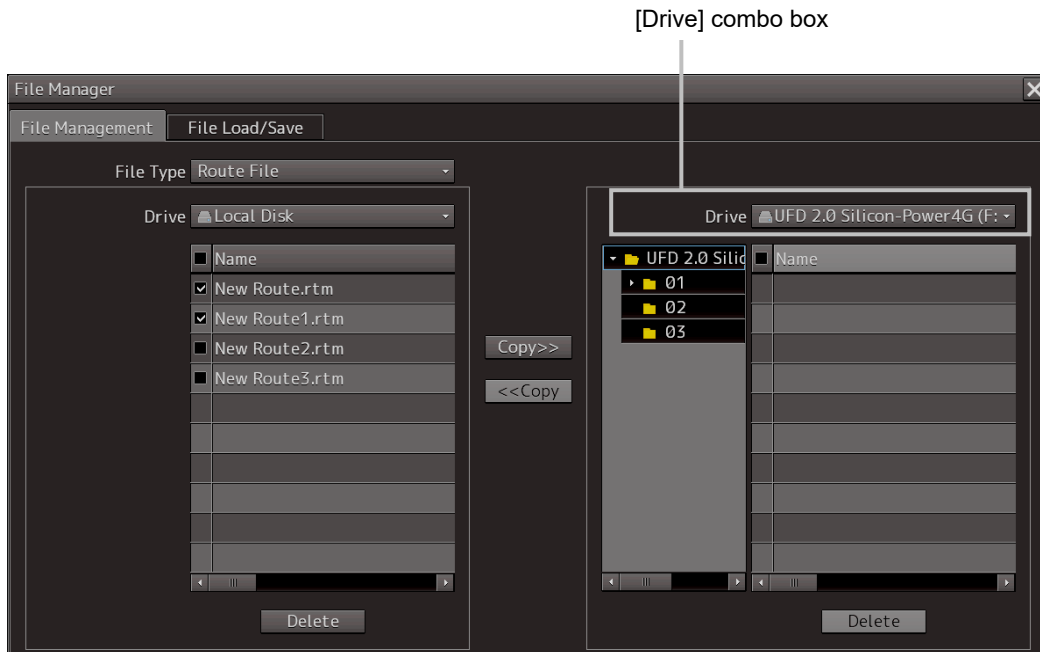 [Drive] combo box
File Manager
File Management File Load/Save
File Type Route File
Drive Local Disk
Name
New Route.rtm
New Route1.rtm
New Route2.rtm
New Route3.rtm
Delete
Copy>>
<<Copy
Drive UFD 2.0 Silicon-Power4G (F:
UFD 2.0 Silic
01
02
03
Name
Delete